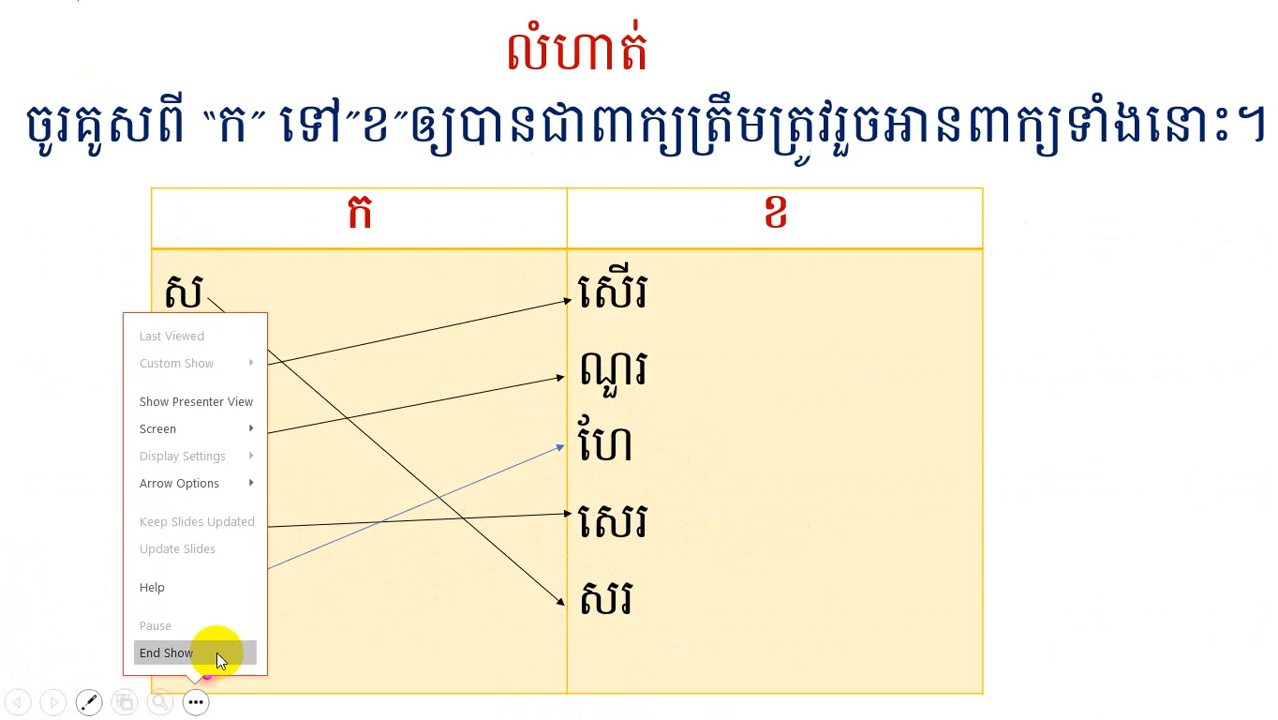 លំហាត់
ចូរគូសពី “ក” ទៅ”ខ”ឲ្យបានជាពាក្យត្រឹមត្រូវរួចអានពាក្យទាំងនោះ។
ក ខ
ស សើរ
ណួរ
ហែ
សេរ
សរ
Last Viewed
Custom Show
Show Presenter View
Screen
Display Settings
Arrow Options
Keep Slides Updated
Update Slides
Help
Pause
End Show